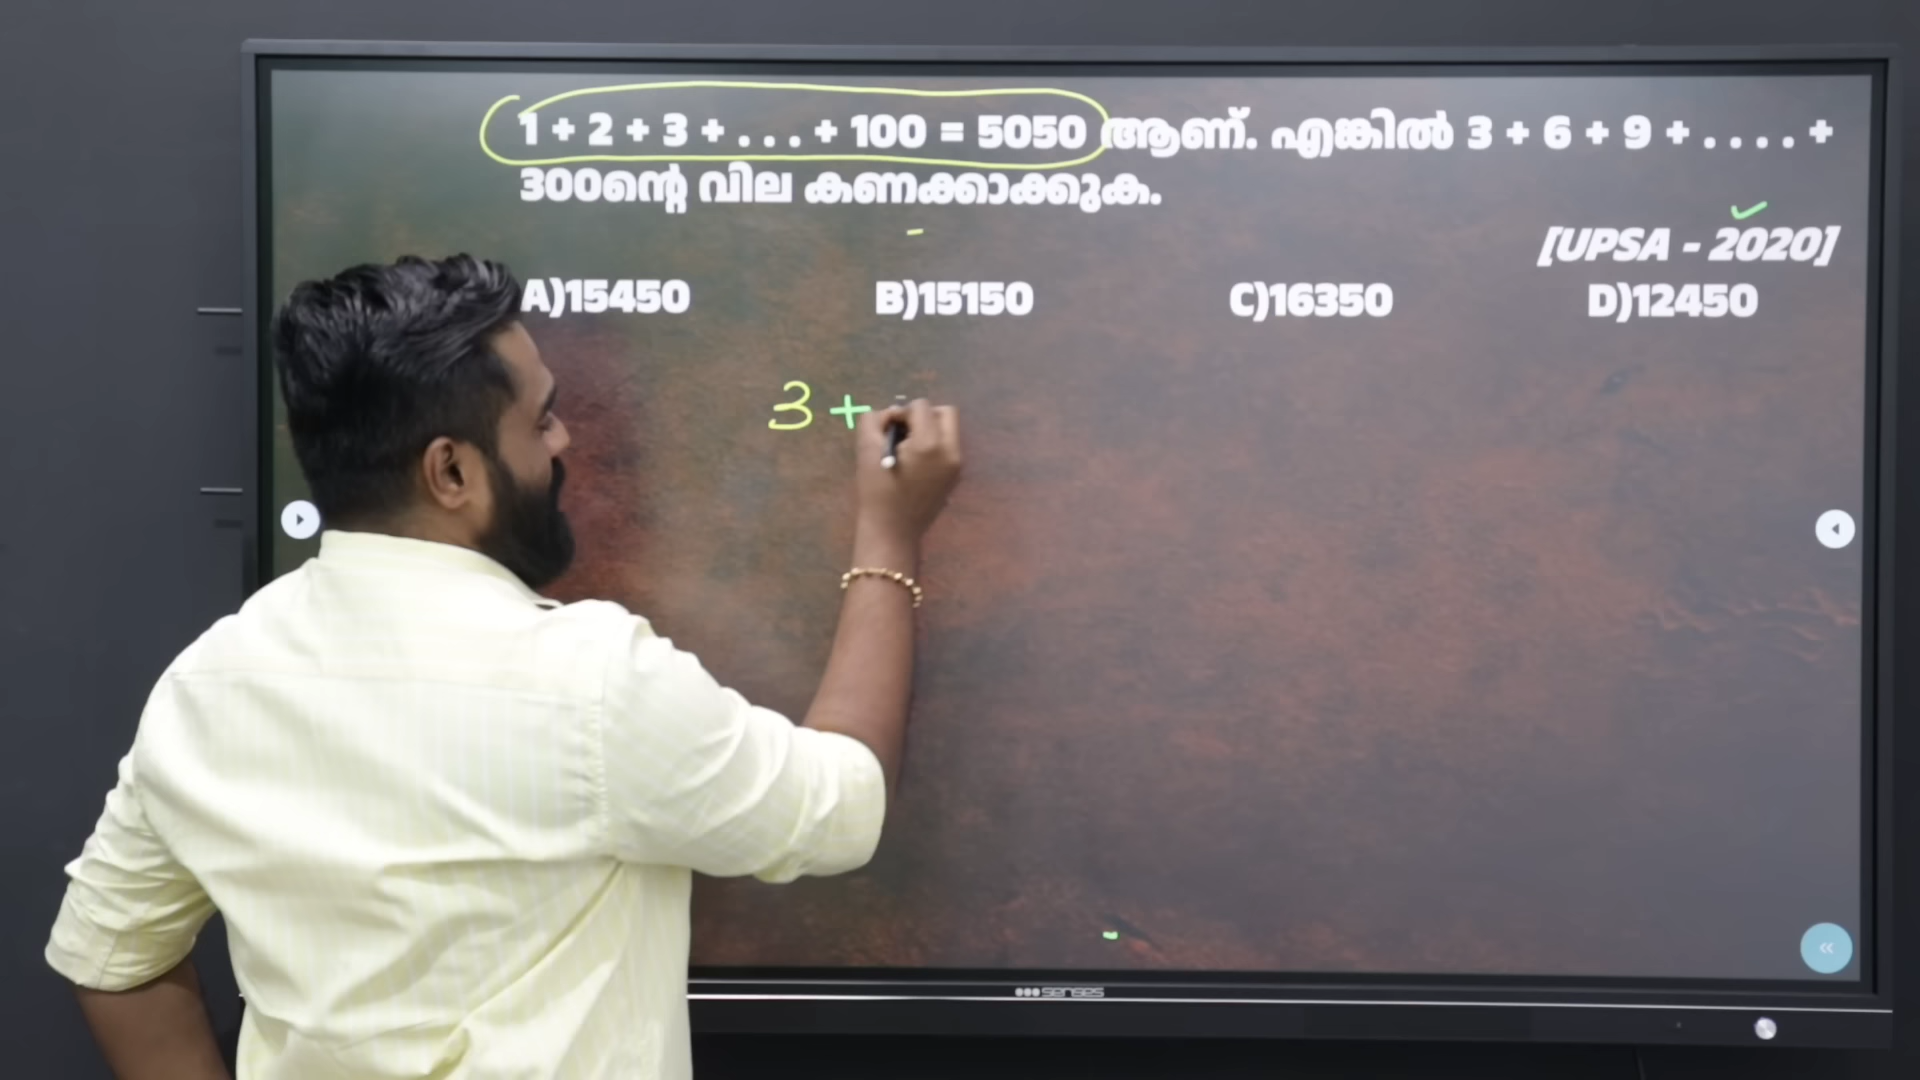 1 + 2 + 3 + . . . + 100 = 5050 ആണ്. എങ്കിൽ 3 + 6 + 9 + . . . . +
300ന്റെ വില കണക്കാക്കുക.
[UPSA - 2020]
A)15450 B)15150 C)16350 D)12450
3 +
senses